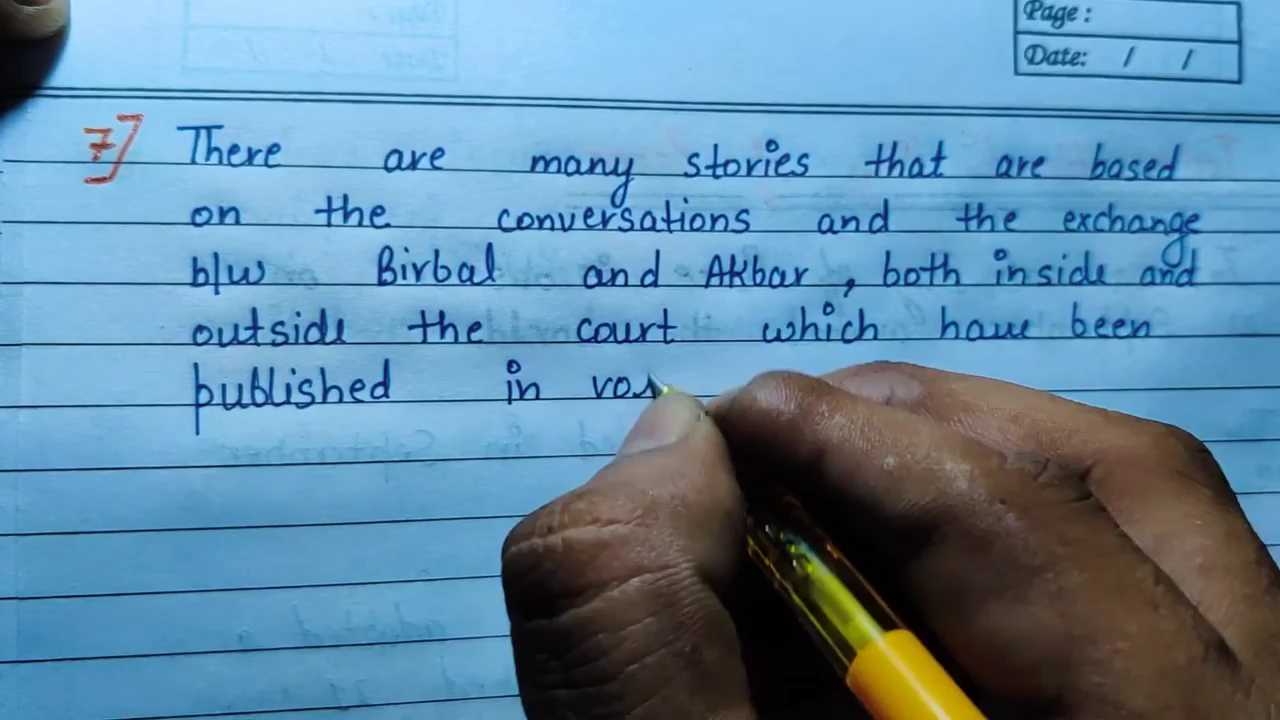 Page :
Date: / /
7] There are many stories that are based
on the conversations and the exchange
b/w Birbal and Akbar, both inside and
outside the court which have been
published in